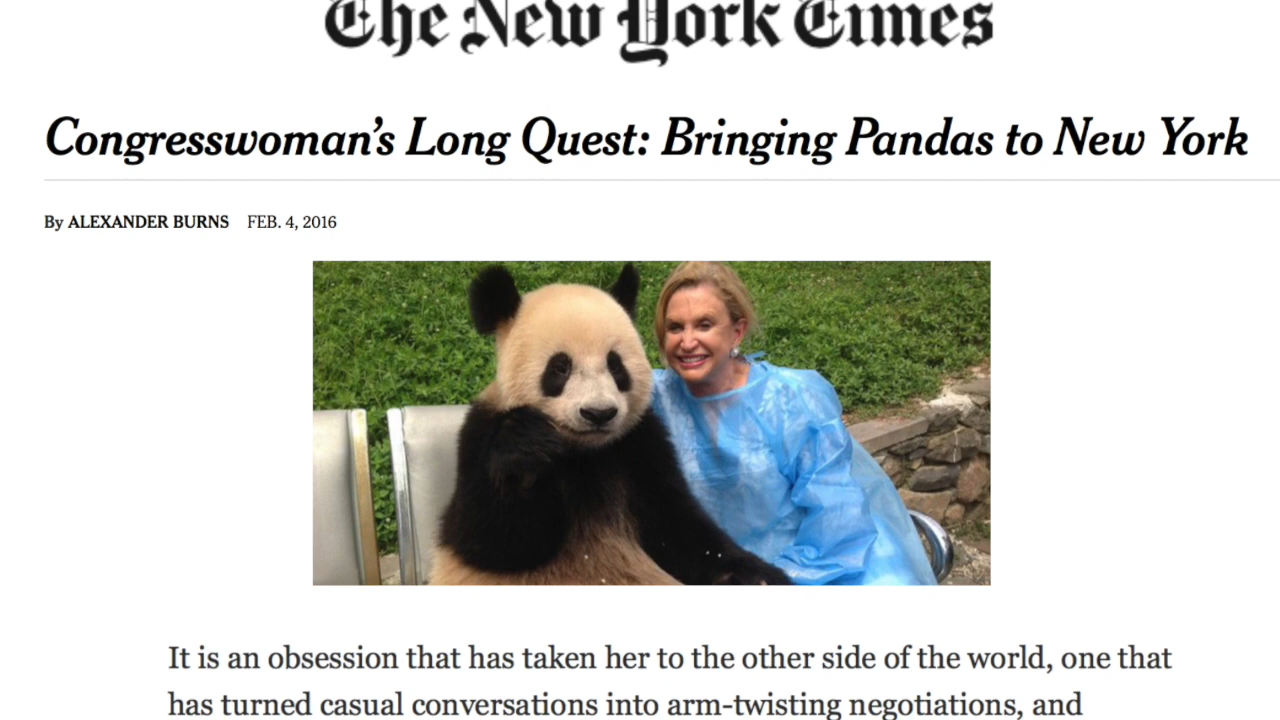 The New York Times
Congresswoman's Long Quest: Bringing Pandas to New York
By ALEXANDER BURNS FEB. 4, 2016
It is an obsession that has taken her to the other side of the world, one that
has turned casual conversations into arm-twisting negotiations, and